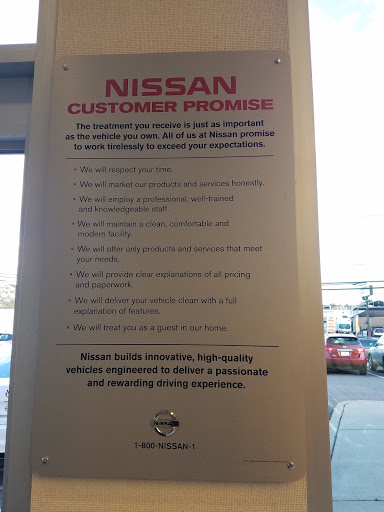 NISSAN
CUSTOMER PROMISE
The treatment you receive is just as important
as the vehicle you own. All of us at Nissan promise
to work tirelessly to exceed your expectations.
• We will respect your time.
• We will market our products and services honestly.
• We will employ a professional, well-trained
and knowledgeable staff.
• We will maintain a clean, comfortable and
modern facility.
• We will offer only products and services that meet
your needs.
• We will provide clear explanations of all pricing
and paperwork.
• We will deliver your vehicle clean with a full
explanation of features.
• We will treat you as a guest in our home.
Nissan builds innovative, high-quality
vehicles engineered to deliver a passionate
and rewarding driving experience.
NISSAN
1-800-NISSAN-1